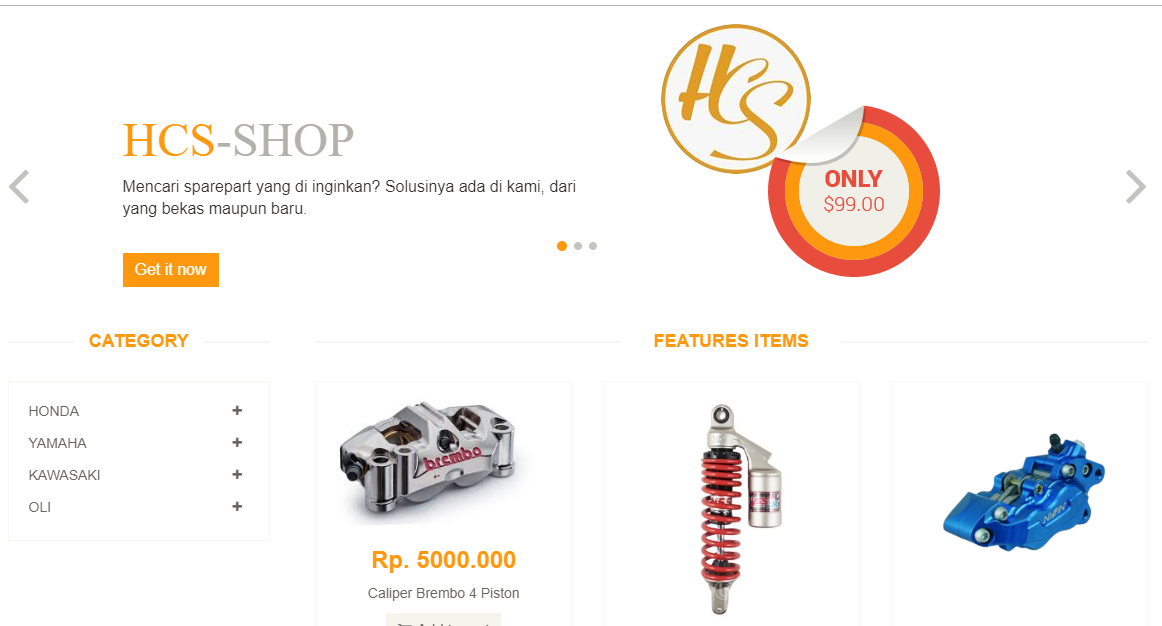 HCS
HCS-SHOP
Mencari sparepart yang di inginkan? Solusinya ada di kami, dari
yang bekas maupun baru.
Get it now
ONLY
$99.00
CATEGORY
HONDA
YAMAHA
KAWASAKI
OLI
FEATURES ITEMS
brembo
NISSIN
Rp. 5000.000
Caliper Brembo 4 Piston